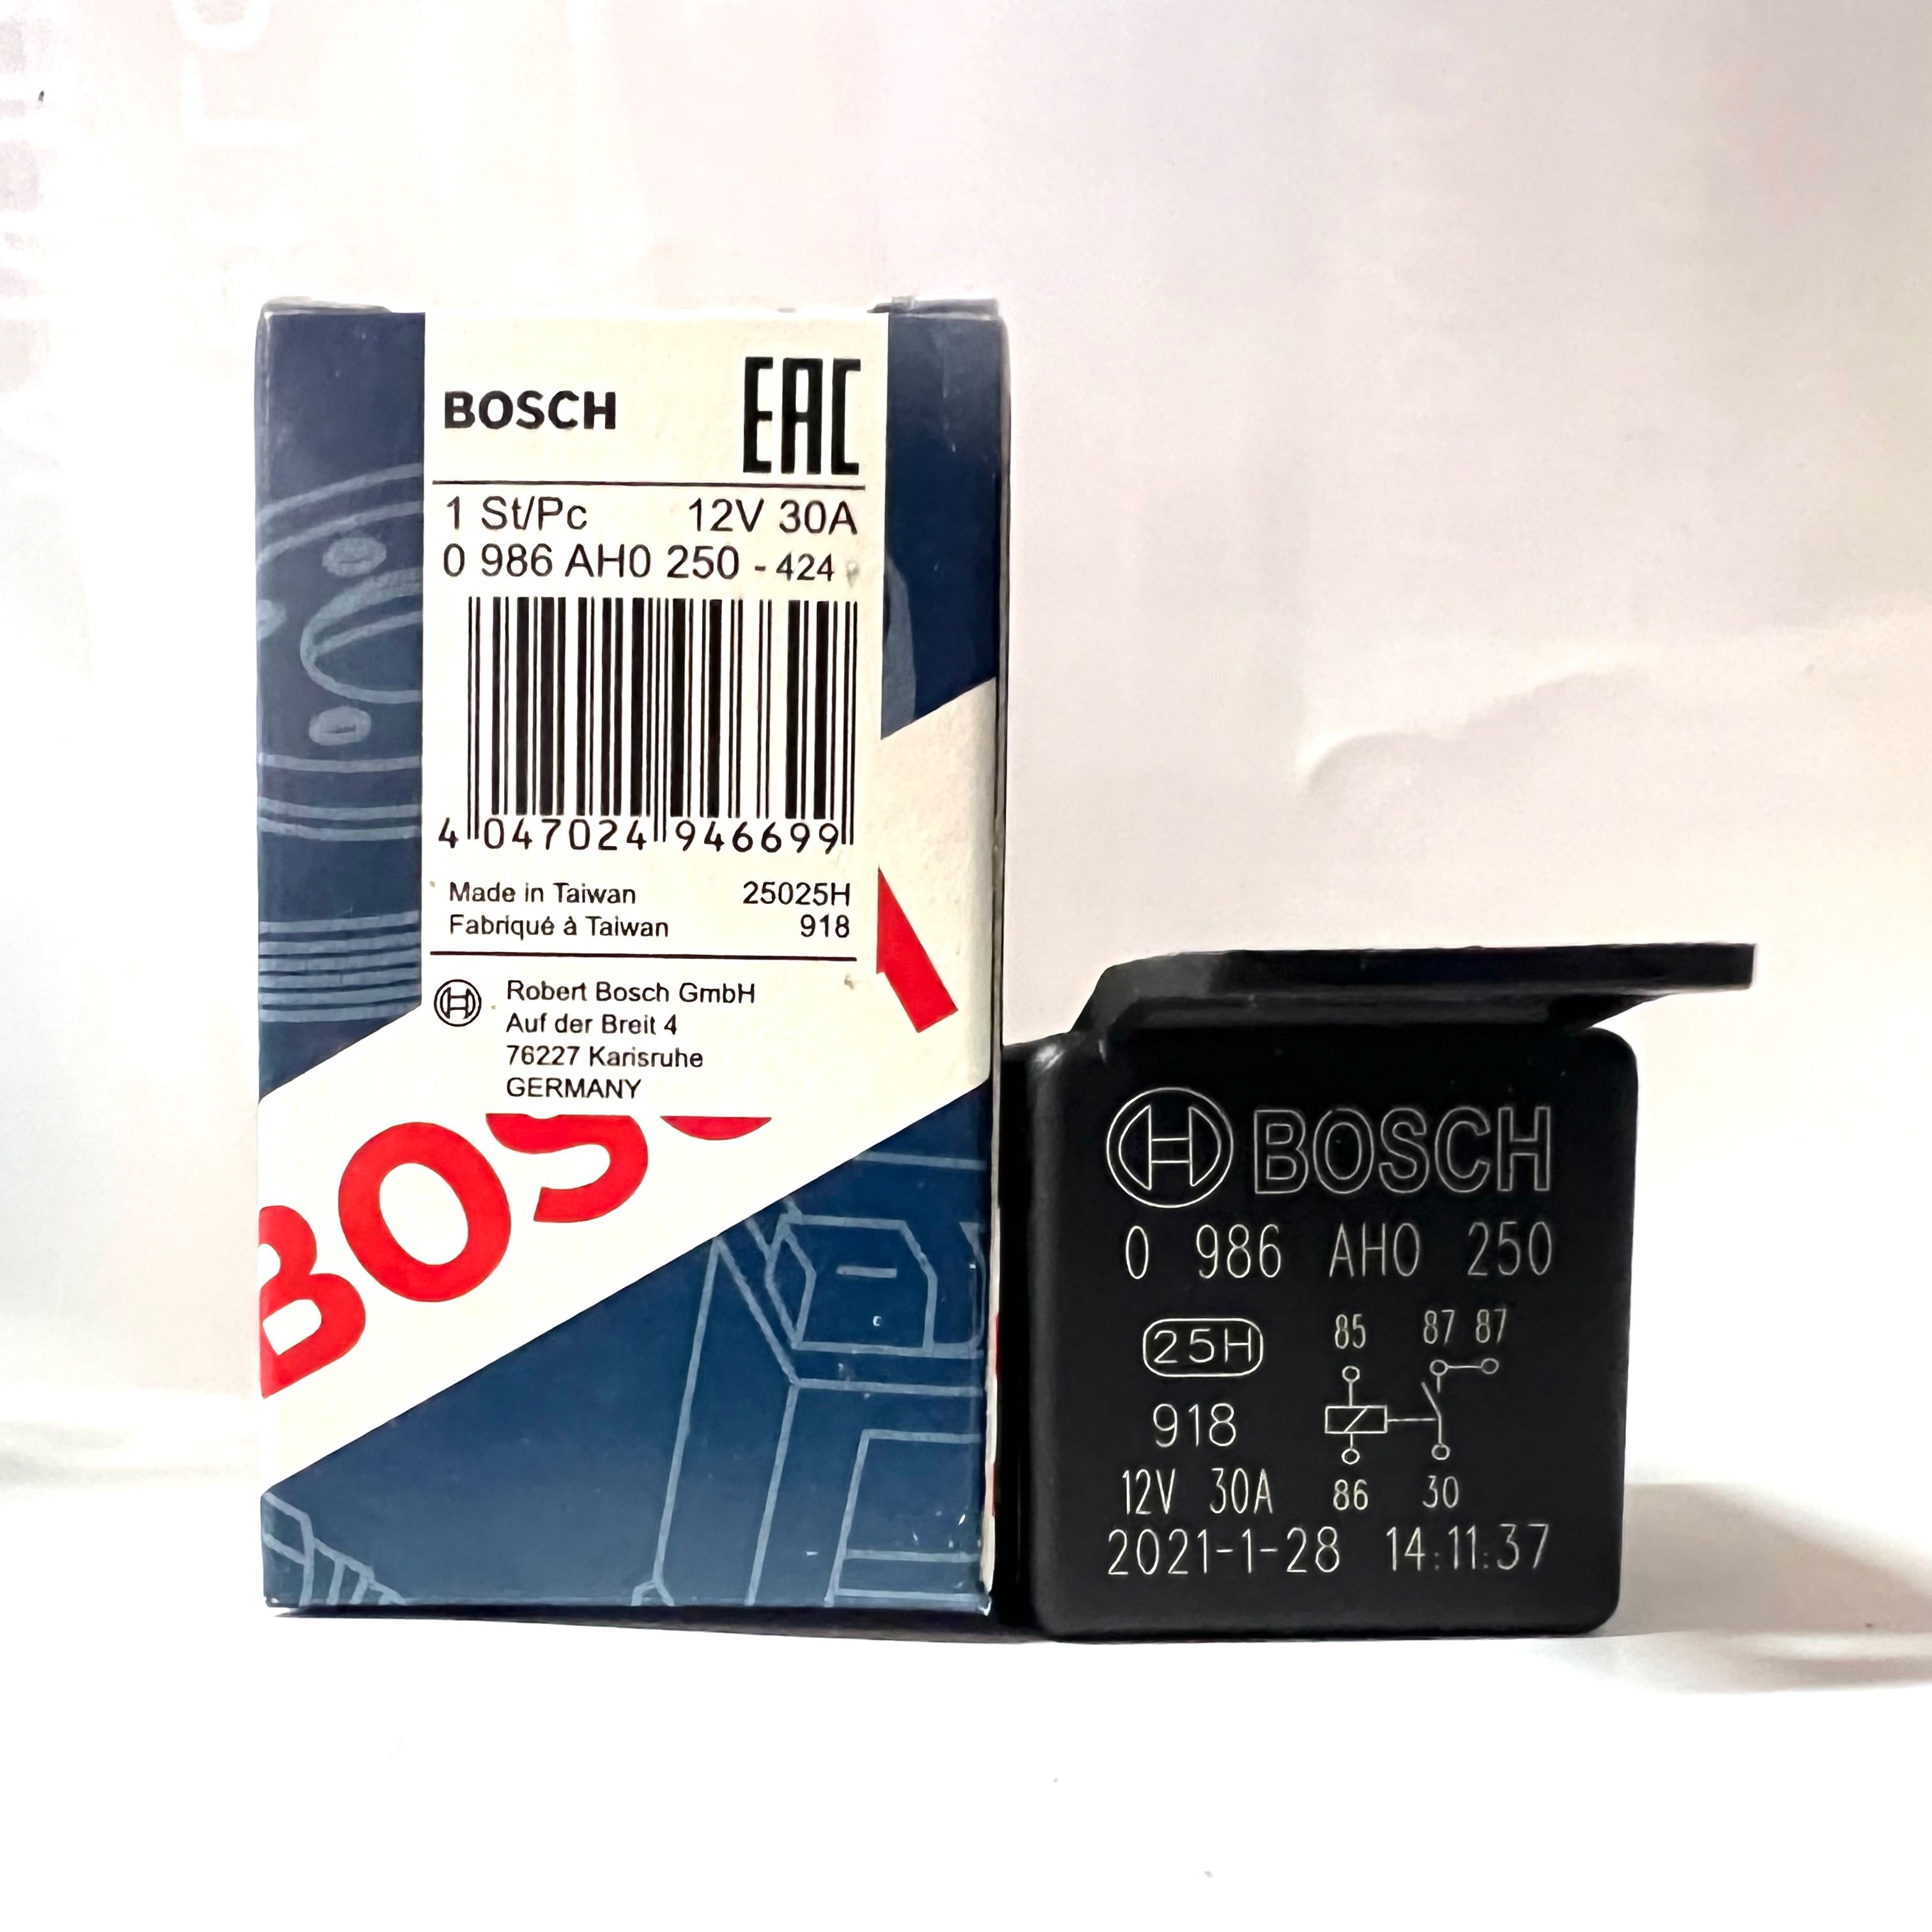 BOSCH EAC
1 St/Pc 12V 30A
0 986 AH0 250 - 424
4 047024 946699
Made in Taiwan 25025H
Fabriqué à Taiwan 918
Robert Bosch GmbH
Auf der Breit 4
76227 Karisruhe
GERMANY
BOSCH
BOSCH
0 986 AH0 250
25H 85 87 87
918
12V 30A 86 30
2021-1-28 14:11:37